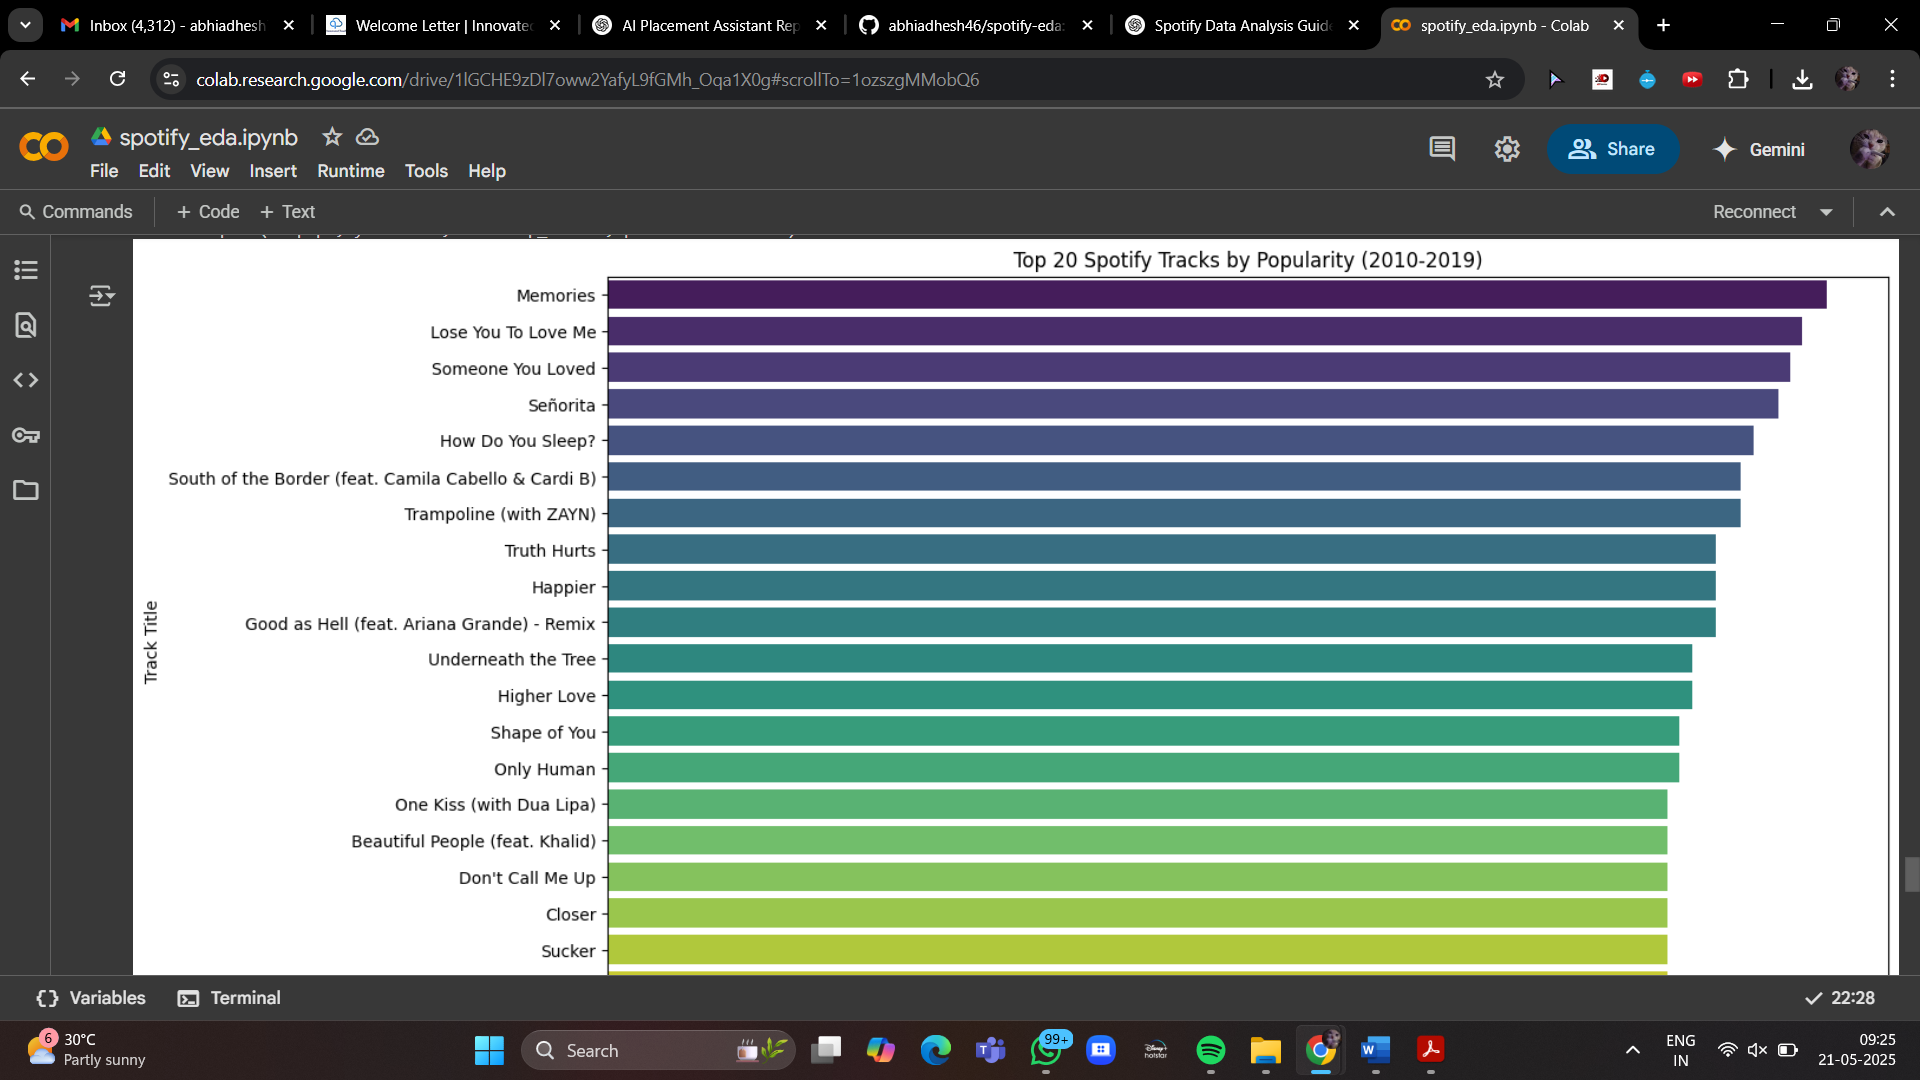 Inbox (4,312) - abhiadhesh
Welcome Letter | Innovate
AI Placement Assistant Rep
abhiadhesh46/spotify-eda:
Spotify Data Analysis Guide
spotify_eda.ipynb - Colab
colab.research.google.com/drive/1lGCHE9zDl7oww2YafyL9fGMh_Oqa1X0g#scrollTo=1ozszgMMobQ6
spotify_eda.ipynb
File Edit View Insert Runtime Tools Help
Share
Gemini
Commands + Code + Text
Reconnect
Top 20 Spotify Tracks by Popularity (2010-2019)
Track Title
Memories
Lose You To Love Me
Someone You Loved
Señorita
How Do You Sleep?
South of the Border (feat. Camila Cabello & Cardi B)
Trampoline (with ZAYN)
Truth Hurts
Happier
Good as Hell (feat. Ariana Grande) - Remix
Underneath the Tree
Higher Love
Shape of You
Only Human
One Kiss (with Dua Lipa)
Beautiful People (feat. Khalid)
Don't Call Me Up
Closer
Sucker
Variables Terminal
22:28
6
30°C
Partly sunny
Search
99+
Disney+
hotstar
ENG
IN
09:25
21-05-2025